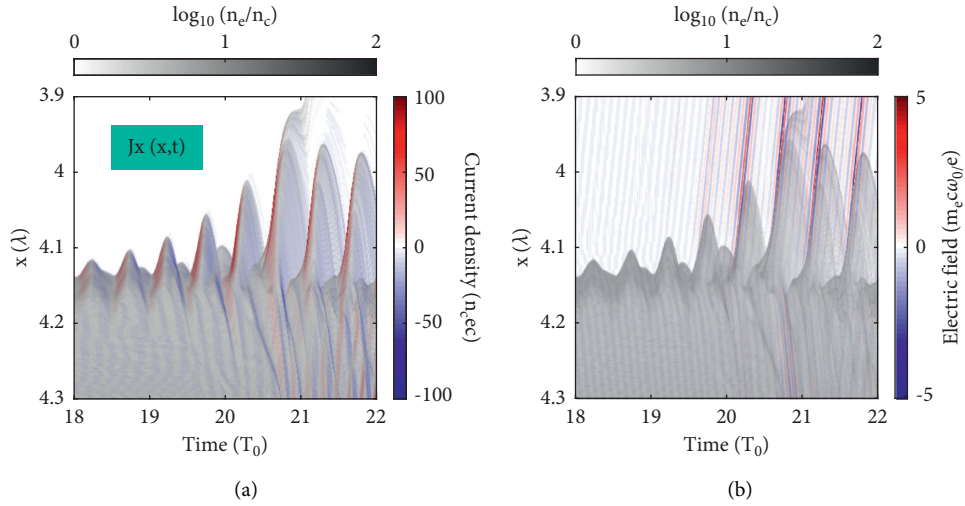 log10 (ne/nc)
0 1 2
3.9
4
4.1
4.2
4.3
x (λ)
Jx (x,t)
18 19 20 21 22
Time (T0)
100
50
0
-50
-100
Current density (ncec)
(a)
log10 (ne/nc)
0 1 2
3.9
4
4.1
4.2
4.3
x (λ)
18 19 20 21 22
Time (T0)
5
0
-5
Electric field (mecω0/e)
(b)